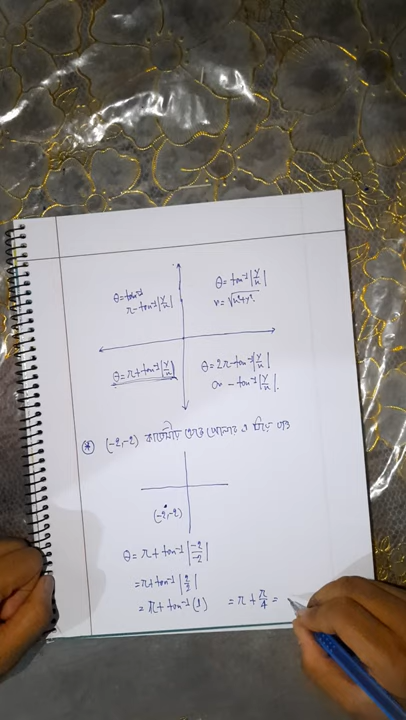 θ = tan⁻¹
π - tan⁻¹|y/x|
θ = tan⁻¹|y/x|
r = √x²+y²
θ = π + tan⁻¹|y/x|
θ = 2π - tan⁻¹|y/x|
or - tan⁻¹|y/x|.
(*) (-2,-2) কার্তেসীয় থেকে পোলার এ
(-2,-2)
θ = π + tan⁻¹|-2/-2|
= π + tan⁻¹|2/2|
= π + tan⁻¹(1) = π + π/4 =